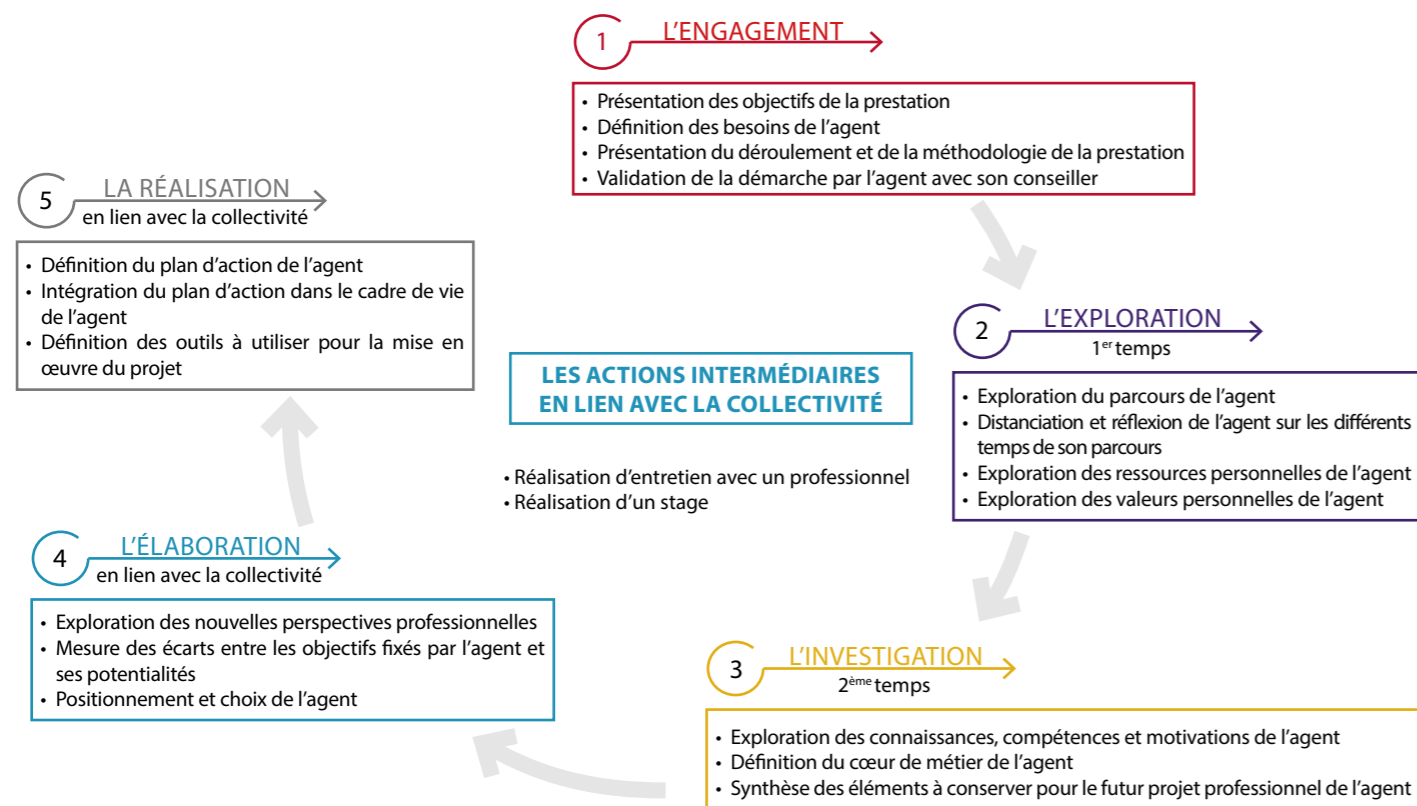 1
L’ENGAGEMENT
• Présentation des objectifs de la prestation
• Définition des besoins de l’agent
• Présentation du déroulement et de la méthodologie de la prestation
• Validation de la démarche par l’agent avec son conseiller
2
L’EXPLORATION
1er temps
• Exploration du parcours de l’agent
• Distanciation et réflexion de l’agent sur les différents
temps de son parcours
• Exploration des ressources personnelles de l’agent
• Exploration des valeurs personnelles de l’agent
3
L’INVESTIGATION
2ème temps
• Exploration des connaissances, compétences et motivations de l’agent
• Définition du cœur de métier de l’agent
• Synthèse des éléments à conserver pour le futur projet professionnel de l’agent
4
L’ÉLABORATION
en lien avec la collectivité
• Exploration des nouvelles perspectives professionnelles
• Mesure des écarts entre les objectifs fixés par l’agent et
ses potentialités
• Positionnement et choix de l’agent
5
LA RÉALISATION
en lien avec la collectivité
• Définition du plan d’action de l’agent
• Intégration du plan d’action dans le cadre de vie
de l’agent
• Définition des outils à utiliser pour la mise en
œuvre du projet
LES ACTIONS INTERMÉDIAIRES
EN LIEN AVEC LA COLLECTIVITÉ
• Réalisation d’entretien avec un professionnel
• Réalisation d’un stage